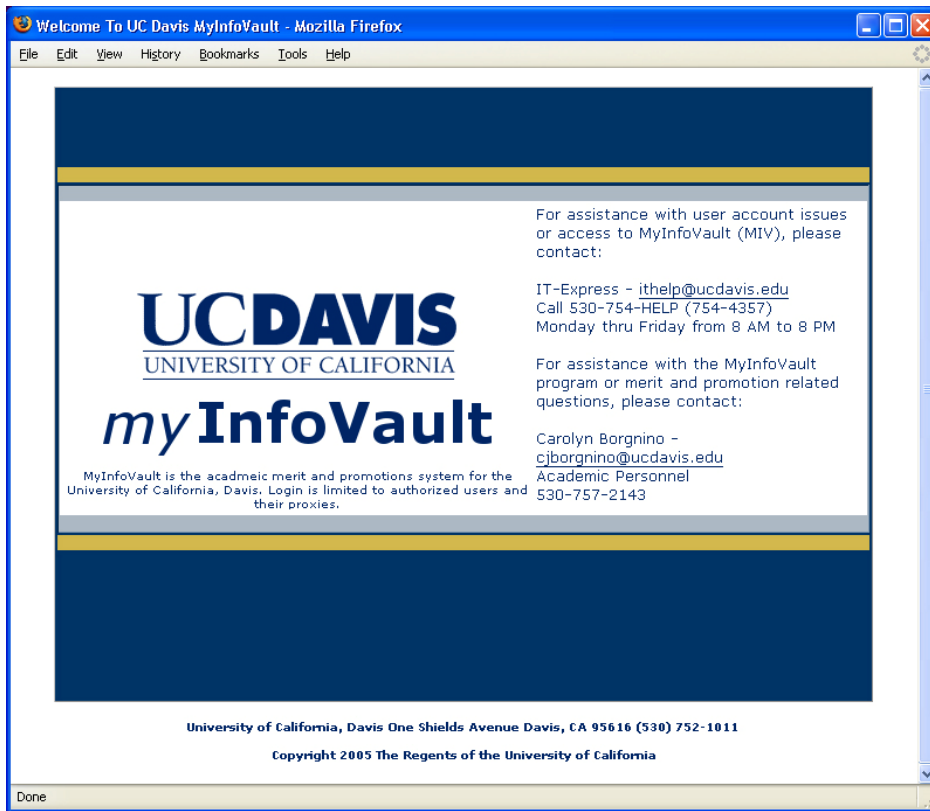 Welcome To UC Davis MyInfoVault - Mozilla Firefox
File Edit View History Bookmarks Tools Help
UCDAVIS
UNIVERSITY OF CALIFORNIA
my InfoVault
MyInfoVault is the acadmeic merit and promotions system for the
University of California, Davis. Login is limited to authorized users and
their proxies.
For assistance with user account issues
or access to MyInfoVault (MIV), please
contact:
IT-Express - ithelp@ucdavis.edu
Call 530-754-HELP (754-4357)
Monday thru Friday from 8 AM to 8 PM
For assistance with the MyInfoVault
program or merit and promotion related
questions, please contact:
Carolyn Borgnino -
cjborgnino@ucdavis.edu
Academic Personnel
530-757-2143
University of California, Davis One Shields Avenue Davis, CA 95616 (530) 752-1011
Copyright 2005 The Regents of the University of California
Done